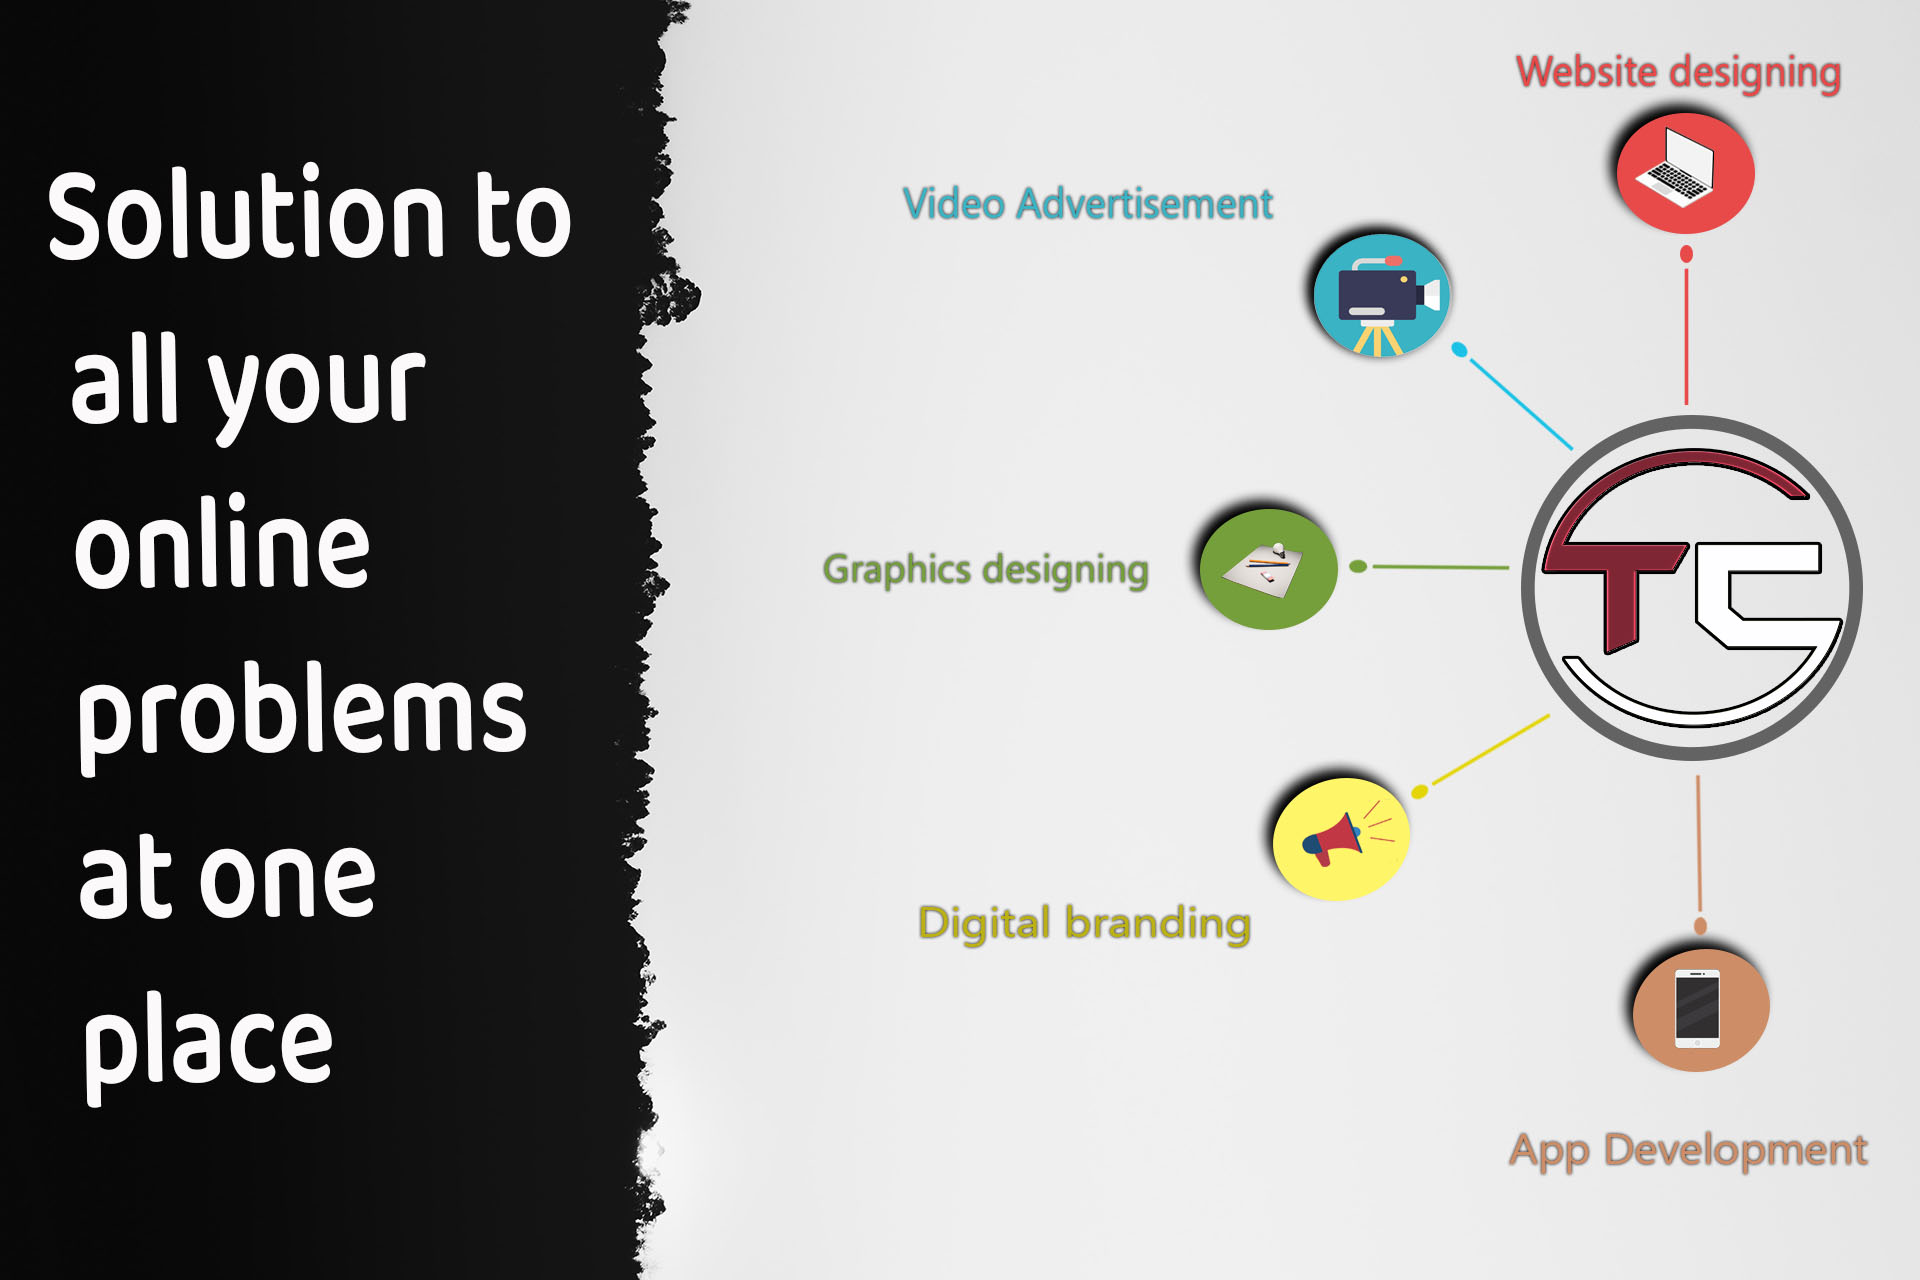 Solution to
all your
online
problems
at one
place
Website designing
Video Advertisement
Graphics designing
Digital branding
App Development
TC